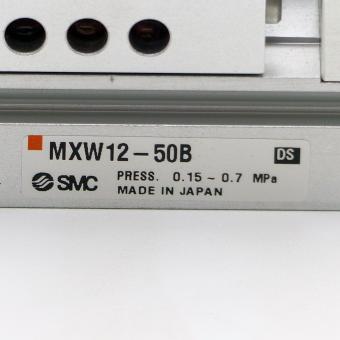 MXW12-50B DS
SMC PRESS. 0.15 ~ 0.7 MPa
MADE IN JAPAN